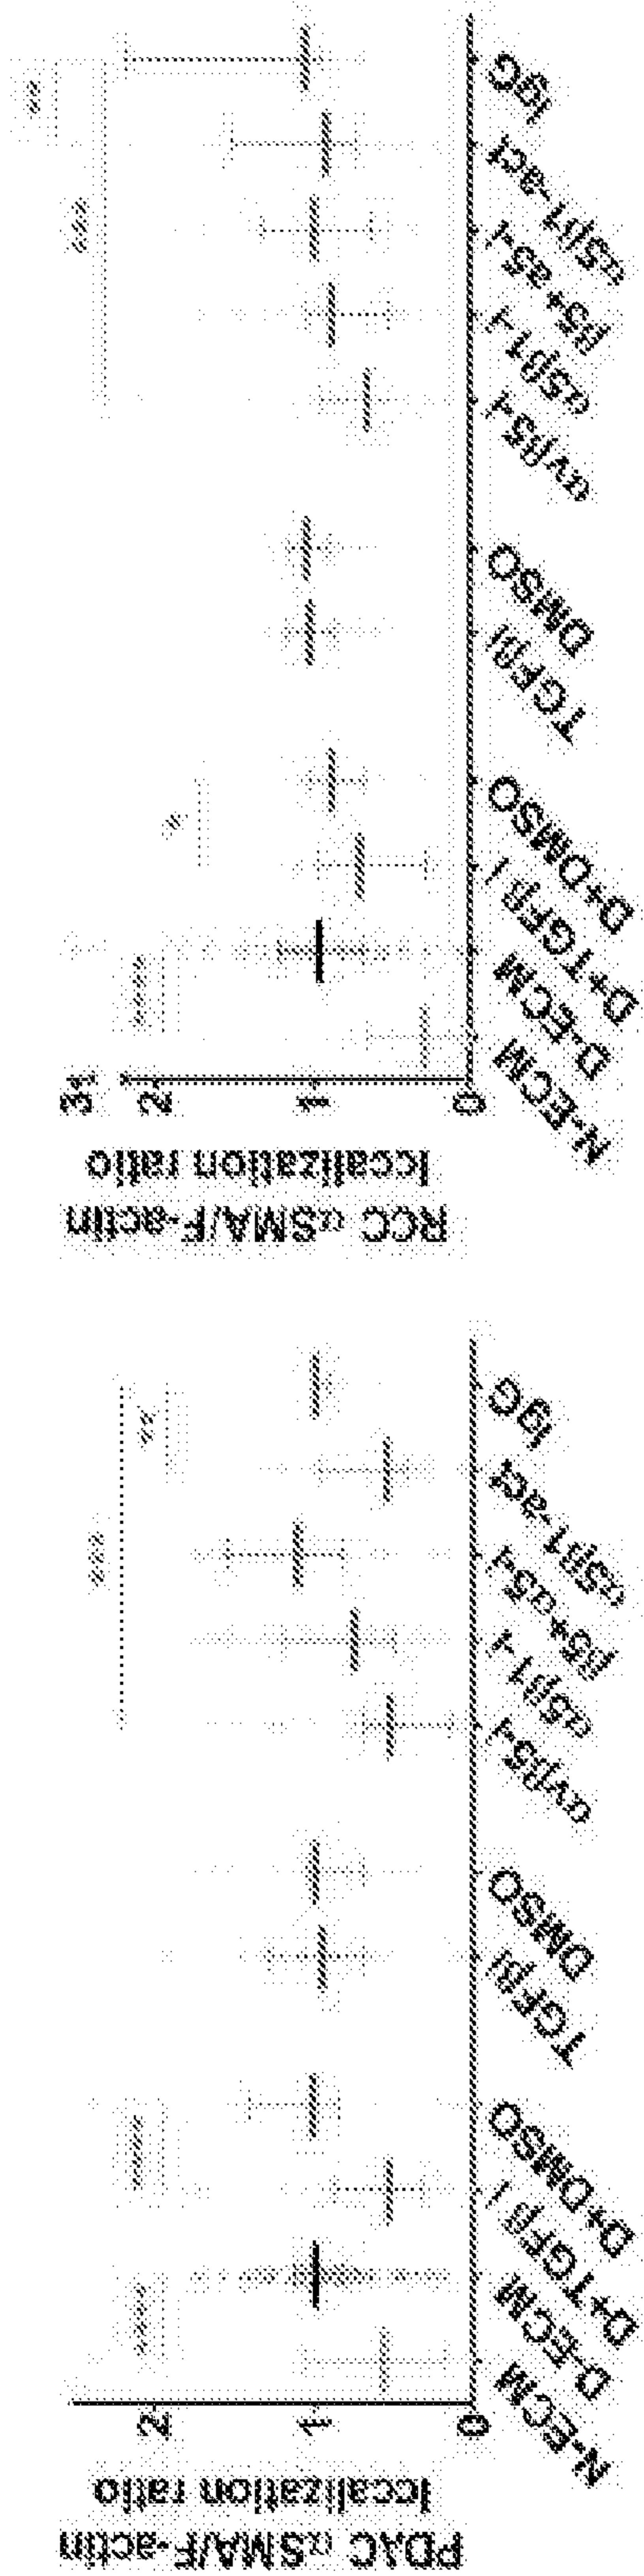 PDAC αSMA/F-actin
localization ratio
2
1
0
****
****
***
**
N-ECM
D-ECM
D+TGFβ1
D+DMSO
TGFβi
DMSO
αvβ5-i
α5β1-i
β5+α5-i
α5β1-act
IgG
RCC αSMA/F-actin
localization ratio
3
2
1
0
****
*
***
**
N-ECM
D-ECM
D+TGFβ1
D+DMSO
TGFβi
DMSO
αvβ5-i
α5β1-i
β5+α5-i
α5β1-act
IgG